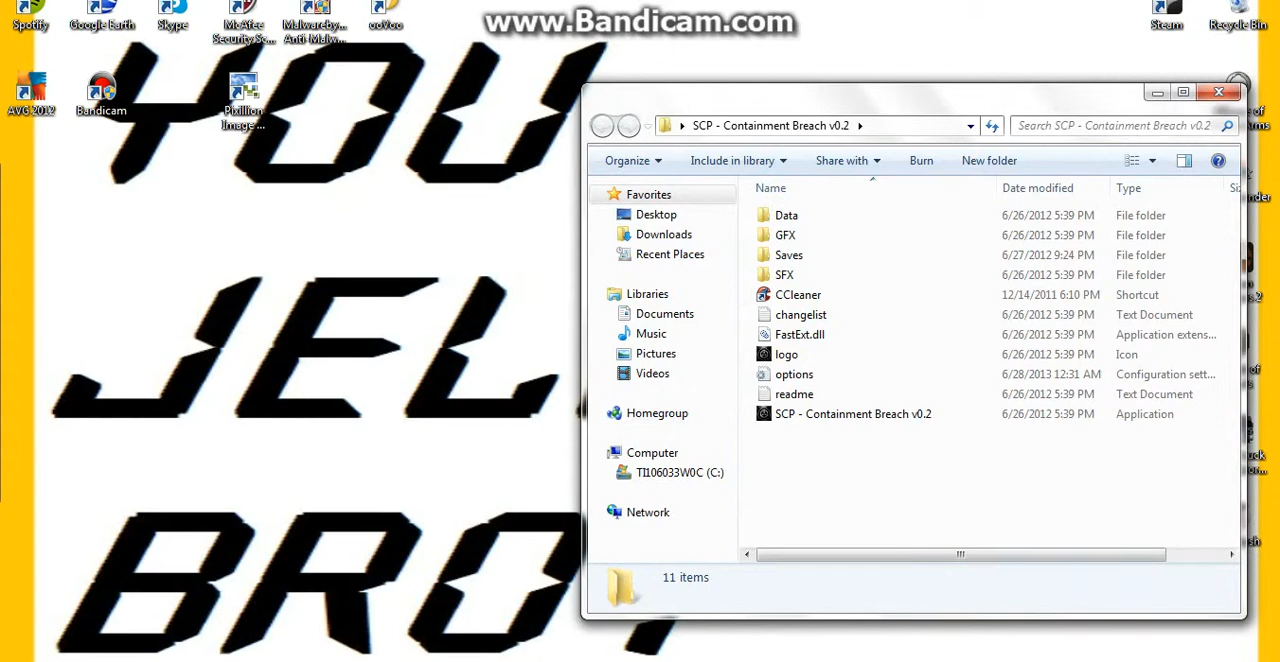 www.Bandicam.com
Spotify
Google Earth
Skype
McAfee Security Sc...
Malwareby... Anti-Malw...
ooVoo
Steam
Recycle Bin
AVG 2012
Bandicam
Pixillion Image ...
YOU
JEL
BRO
SCP - Containment Breach v0.2
Search SCP - Containment Breach v0.2
Organize
Include in library
Share with
Burn
New folder
Name Date modified Type
Favorites
Desktop
Downloads
Recent Places
Libraries
Documents
Music
Pictures
Videos
Homegroup
Computer
TI106033W0C (C:)
Network
Data 6/26/2012 5:39 PM File folder
GFX 6/26/2012 5:39 PM File folder
Saves 6/27/2012 9:24 PM File folder
SFX 6/26/2012 5:39 PM File folder
CCleaner 12/14/2011 6:10 PM Shortcut
changelist 6/26/2012 5:39 PM Text Document
FastExt.dll 6/26/2012 5:39 PM Application extens...
logo 6/26/2012 5:39 PM Icon
options 6/28/2013 12:31 AM Configuration sett...
readme 6/26/2012 5:39 PM Text Document
SCP - Containment Breach v0.2 6/26/2012 5:39 PM Application
11 items